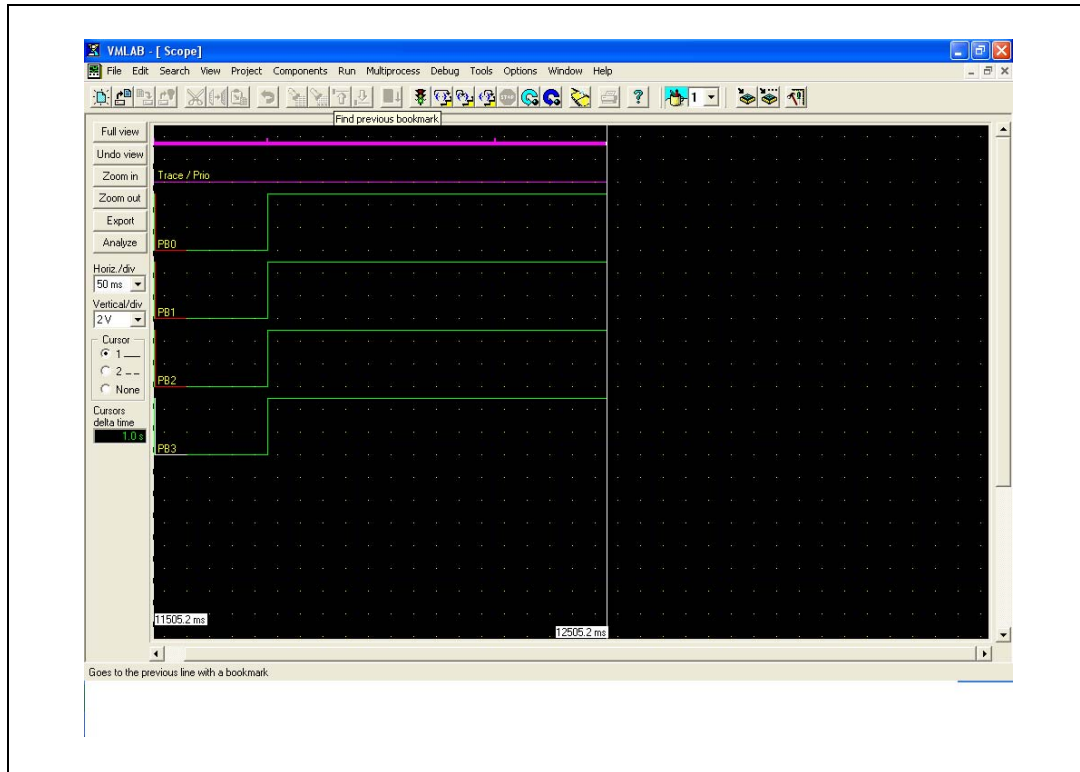 VMLAB - [ Scope]
File Edit Search View Project Components Run Multiprocess Debug Tools Options Window Help
1
Find previous bookmark
Full view
Undo view
Zoom in
Zoom out
Export
Analyze
Horiz./div
50 ms
Vertical/div
2 V
Cursor
1
2
None
Cursors
delta time
1.0 s
Trace / Prio
PB0
PB1
PB2
PB3
11505.2 ms
12505.2 ms
Goes to the previous line with a bookmark